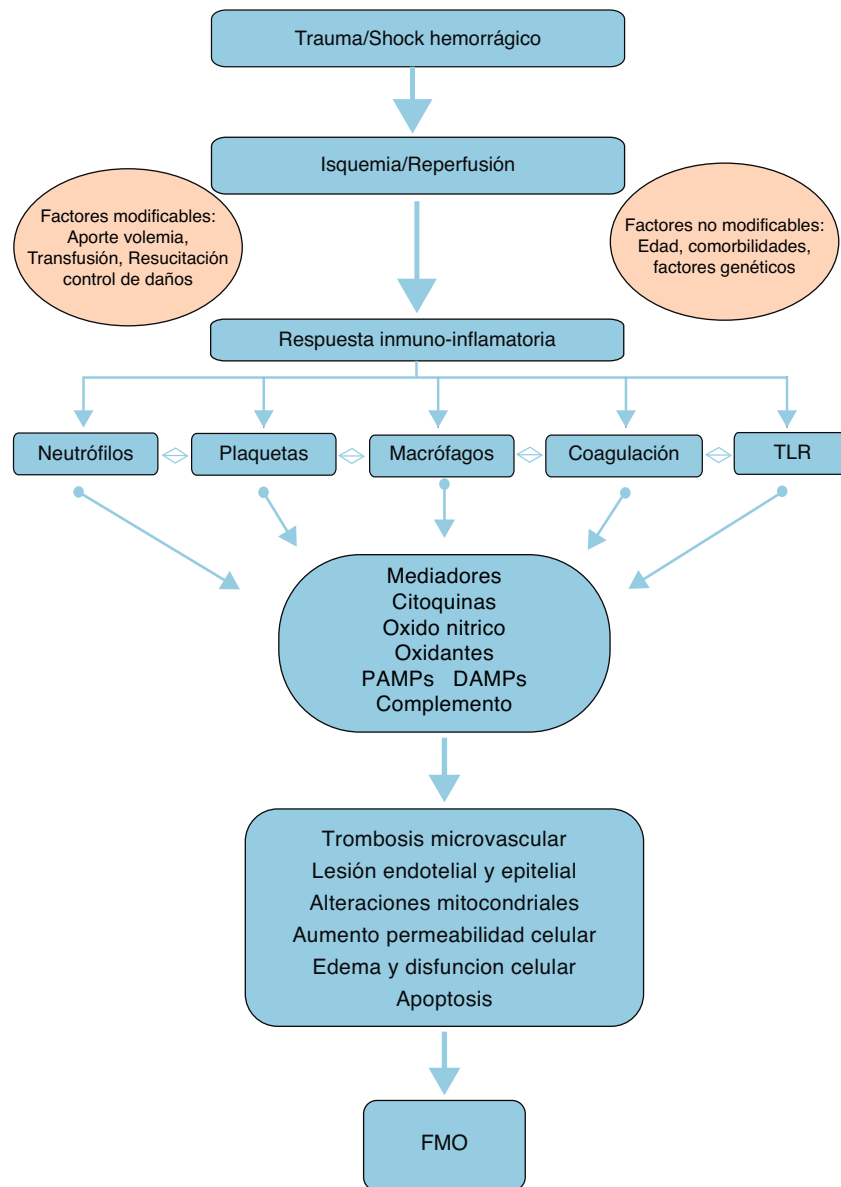 Trauma/Shock hemorrágico
Isquemia/Reperfusión
Factores modificables:
Aporte volemia,
Transfusión, Resucitación
control de daños
Factores no modificables:
Edad, comorbilidades,
factores genéticos
Respuesta inmuno-inflamatoria
Neutrófilos
Plaquetas
Macrófagos
Coagulación
TLR
Mediadores
Citoquinas
Oxido nitrico
Oxidantes
PAMPs DAMPs
Complemento
Trombosis microvascular
Lesión endotelial y epitelial
Alteraciones mitocondriales
Aumento permeabilidad celular
Edema y disfuncion celular
Apoptosis
FMO